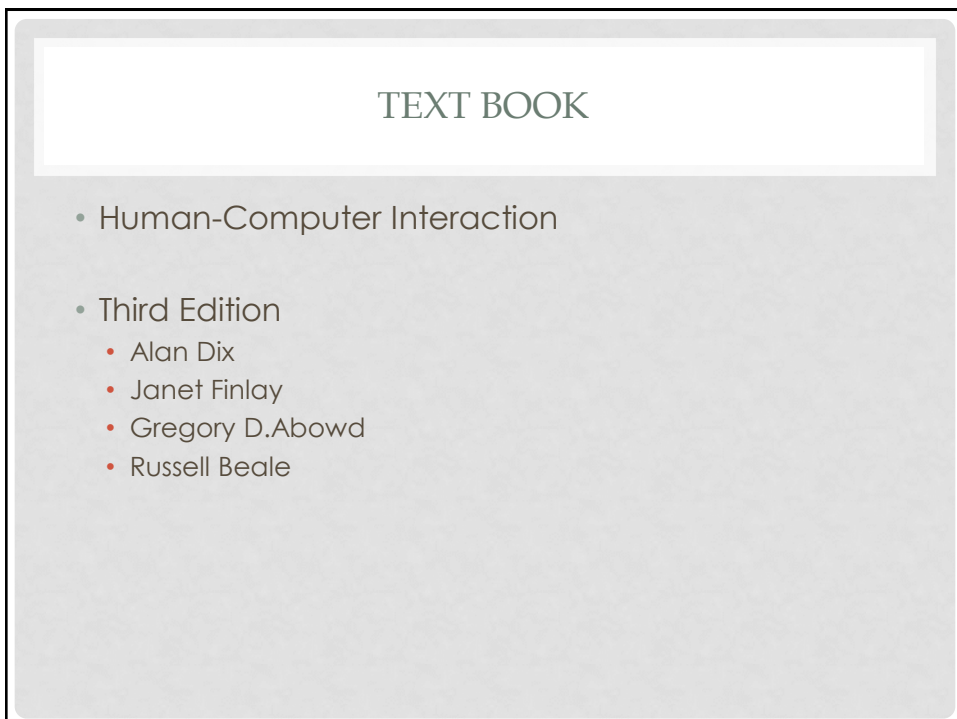 TEXT BOOK
• Human-Computer Interaction
• Third Edition
• Alan Dix
• Janet Finlay
• Gregory D.Abowd
• Russell Beale